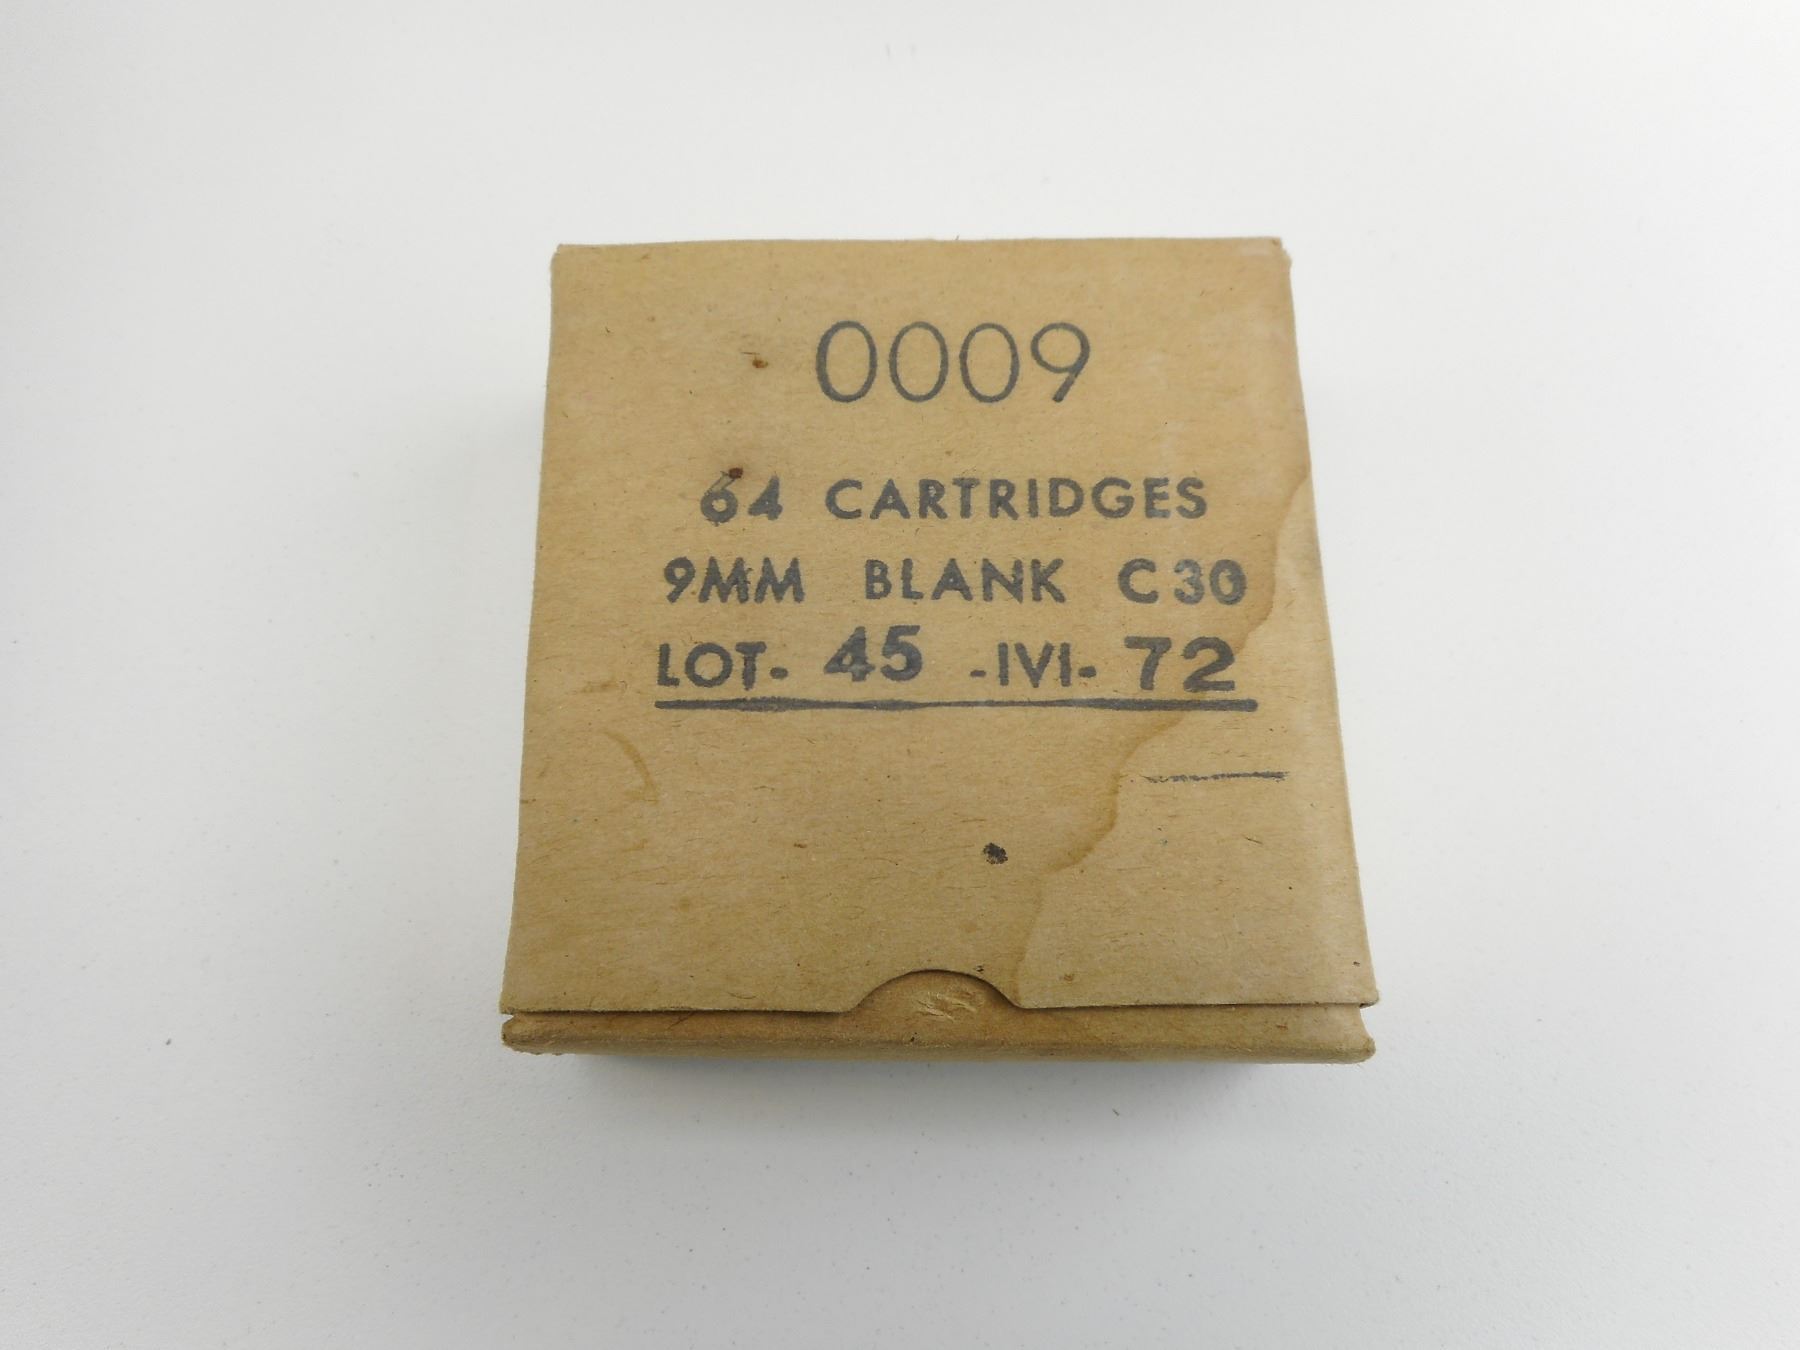 0009
64 CARTRIDGES
9MM BLANK C30
LOT- 45 -IVI- 72